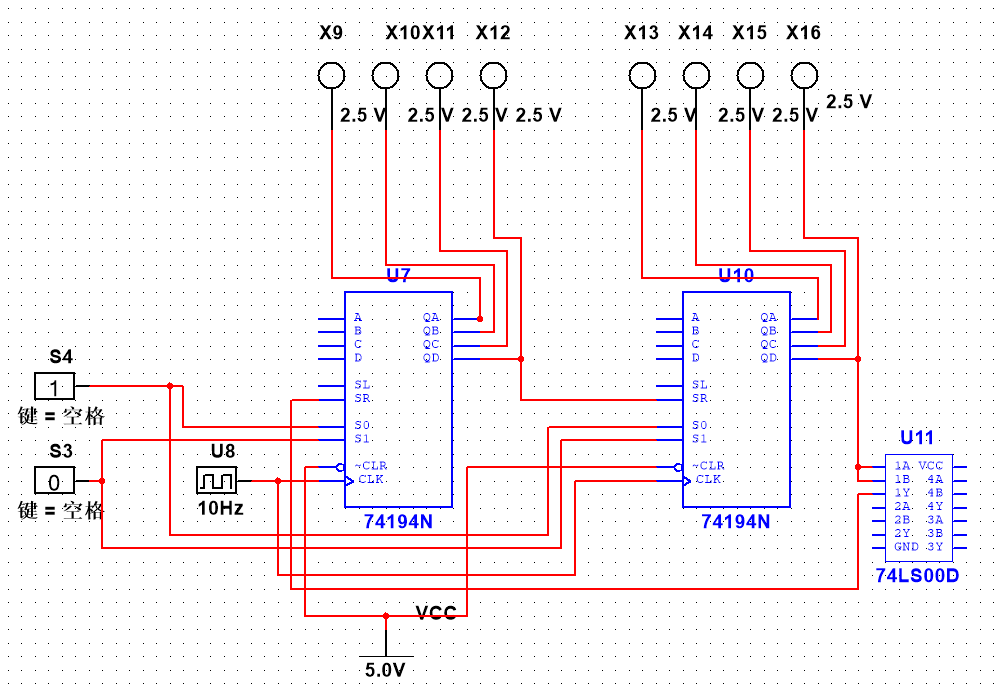 X9 X10 X11 X12 X13 X14 X15 X16
2.5 V 2.5 V 2.5 V 2.5 V 2.5 V 2.5 V 2.5 V 2.5 V
U7 U10
A QA A QA
B QB B QB
C QC C QC
D QD D QD
S4
SL SL
1
SR SR
键 = 空格
S0 S0
S1 S1
S3 U8 U11
~CLR ~CLR
0
CLK CLK
键 = 空格
10Hz
74194N 74194N
1A VCC
1B 4A
1Y 4B
2A 4Y
2B 3A
2Y 3B
GND 3Y
74LS00D
VCC
5.0V